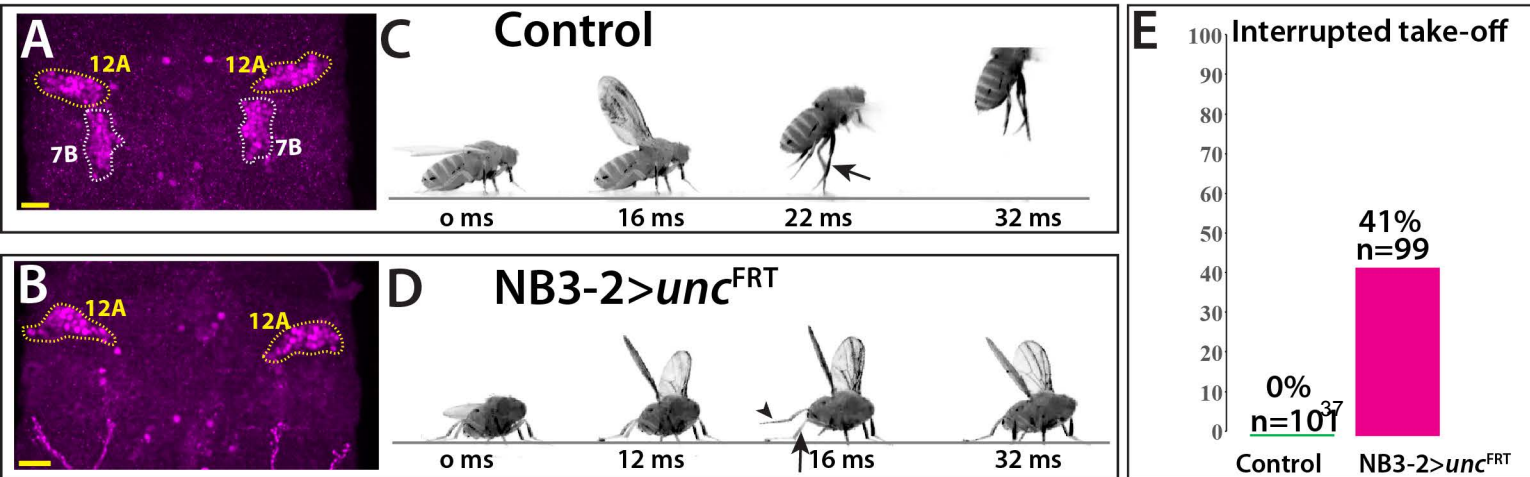 A
12A
12A
7B
7B
C
Control
o ms
16 ms
22 ms
32 ms
B
12A
12A
D
NB3-2>uncFRT
o ms
12 ms
16 ms
32 ms
E
Interrupted take-off
100
90
80
70
60
50
40
30
20
10
0
41%
n=99
0%
n=101
37
Control
NB3-2>uncFRT